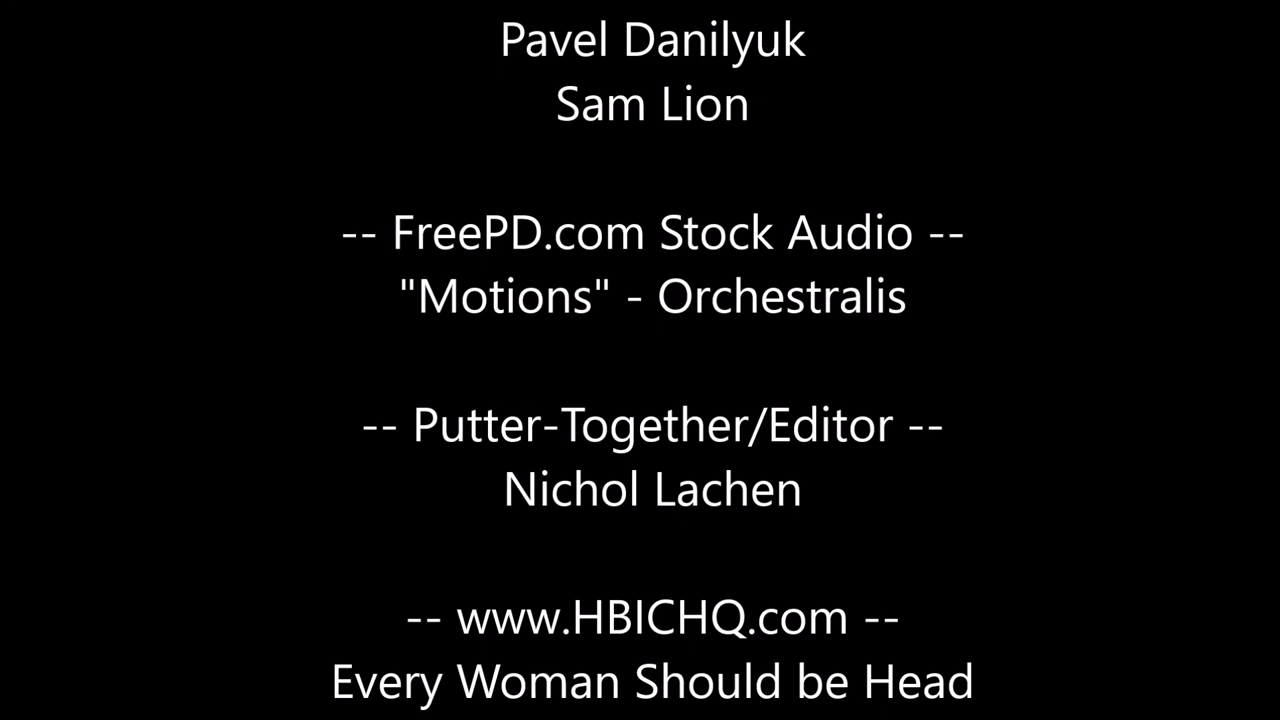 Pavel Danilyuk
Sam Lion
-- FreePD.com Stock Audio --
"Motions" - Orchestralis
-- Putter-Together/Editor --
Nichol Lachen
-- www.HBICHQ.com --
Every Woman Should be Head